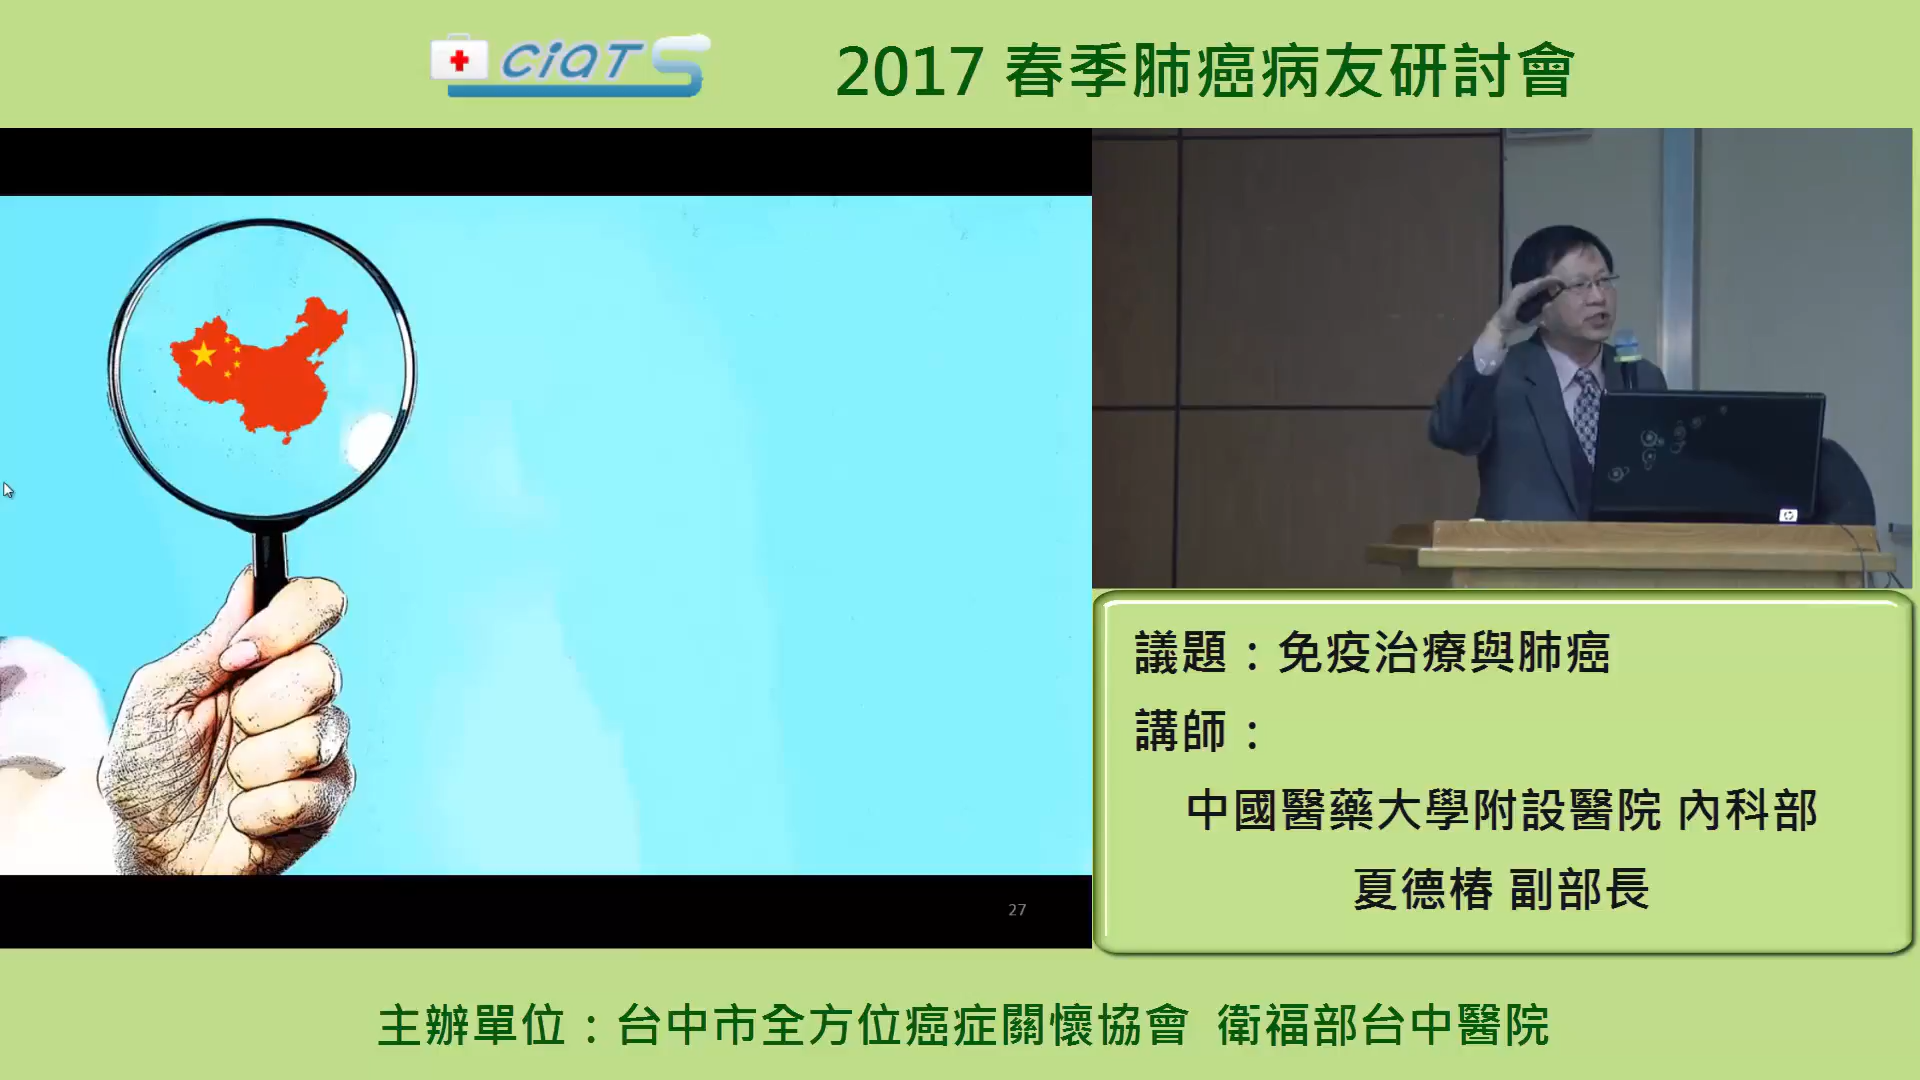 CiATS
2017 春季肺癌病友研討會
27
議題：免疫治療與肺癌
講師：
中國醫藥大學附設醫院 內科部
夏德椿 副部長
主辦單位：台中市全方位癌症關懷協會 衛福部台中醫院